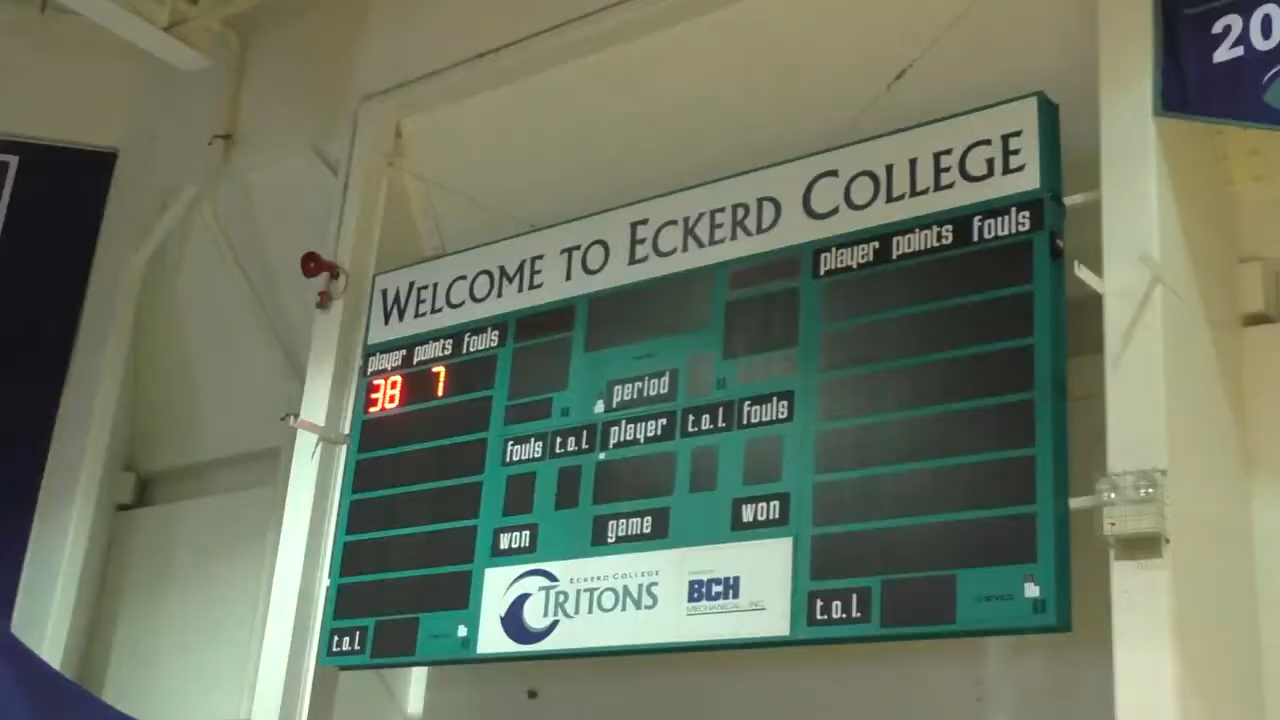 20
WELCOME TO ECKERD COLLEGE
player points fouls
player points fouls
38 7
period
fouls t.o.l. player t.o.l. fouls
won game won
ECKERD COLLEGE
TRITONS
BCH
MECHANICAL, INC.
t.o.l.
t.o.l.